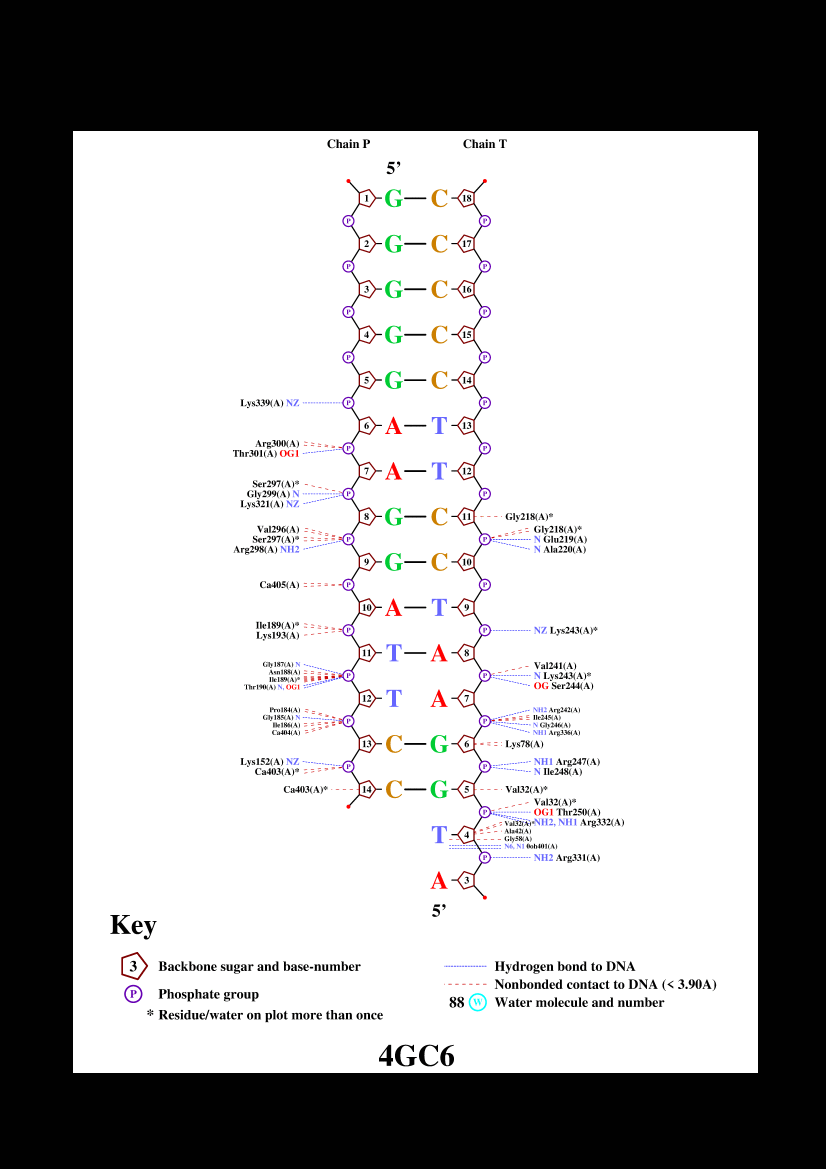 Chain P Chain T
5’
1 G C 18
P P
2 G C 17
P P
3 G C 16
P P
4 G C 15
P P
5 G C 14
Lys339(A) NZ P P
6 A T 13
Arg300(A)
P P
Thr301(A) OG1
7 A T 12
Ser297(A)*
Gly299(A) N P P
Lys321(A) NZ
8 G C 11 Gly218(A)*
Val296(A) Gly218(A)*
Ser297(A)* P P N Glu219(A)
Arg298(A) NH2 N Ala220(A)
9 G C 10
Ca405(A) P P
10 A T 9
Ile189(A)*
P P NZ Lys243(A)*
Lys193(A)
11 T A 8
Gly187(A) N Val241(A)
Asn188(A)
P P N Lys243(A)*
Ile189(A)*
Thr190(A) N, OG1 OG Ser244(A)
12 T A 7
Pro184(A) NH2 Arg242(A)
Gly185(A) N Ile245(A)
P P
Ile186(A) N Gly246(A)
Ca404(A) NH1 Arg336(A)
13 C G 6 Lys78(A)
Lys152(A) NZ NH1 Arg247(A)
P P
Ca403(A)* N Ile248(A)
Ca403(A)* 14 C G 5 Val32(A)*
Val32(A)*
P OG1 Thr250(A)
NH2, NH1 Arg332(A)
Val32(A)*
T 4 Ala42(A)
Gly58(A)
N6, N1 0oh401(A)
P NH2 Arg331(A)
A 3
5’
Key
3 Backbone sugar and base-number
P Phosphate group
* Residue/water on plot more than once
Hydrogen bond to DNA
Nonbonded contact to DNA (< 3.90A)
88 W Water molecule and number
4GC6